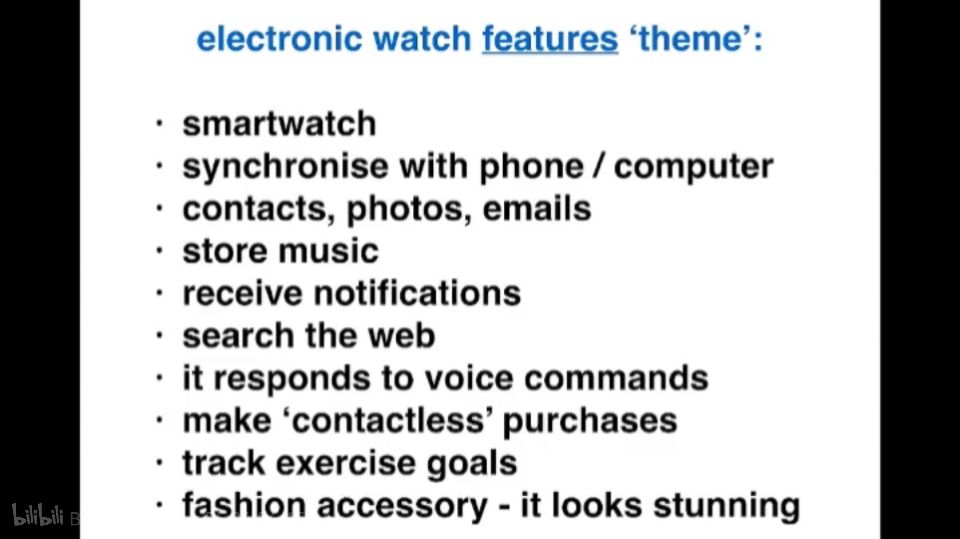 electronic watch features ‘theme’:
· smartwatch
· synchronise with phone / computer
· contacts, photos, emails
· store music
· receive notifications
· search the web
· it responds to voice commands
· make ‘contactless’ purchases
· track exercise goals
· fashion accessory - it looks stunning
bilibili B